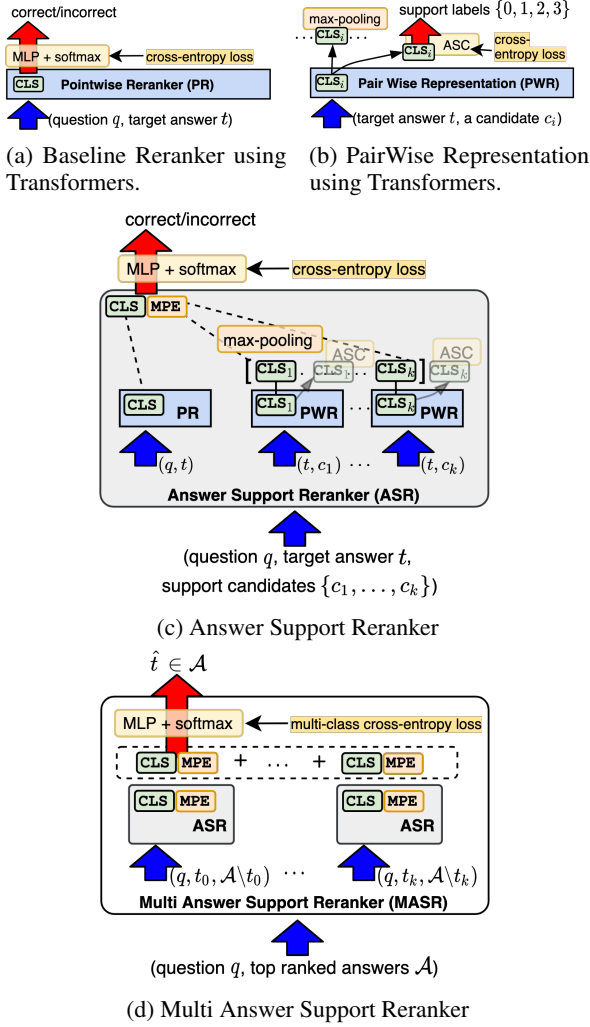 correct/incorrect
MLP + softmax
cross-entropy loss
CLS
Pointwise Reranker (PR)
(question q, target answer t)
(a) Baseline Reranker using
Transformers.
support labels {0, 1, 2, 3}
max-pooling
... CLS_i ...
CLS_i
ASC
cross-
entropy loss
CLS_i
Pair Wise Representation (PWR)
(target answer t, a candidate c_i)
(b) PairWise Representation
using Transformers.
correct/incorrect
MLP + softmax
cross-entropy loss
CLS MPE
max-pooling
ASC
ASC
[ CLS_1 . CLS_1 . ... CLS_k ] CLS_k
CLS
PR
CLS_1
PWR
...
CLS_k
PWR
(q, t)
(t, c_1) ... (t, c_k)
Answer Support Reranker (ASR)
(question q, target answer t,
support candidates {c_1, . . . , c_k})
(c) Answer Support Reranker
t̂ ∈ 𝒜
MLP + softmax
multi-class cross-entropy loss
CLS MPE + ... + CLS MPE
CLS MPE
ASR
CLS MPE
ASR
(q, t_0, 𝒜\t_0) ... (q, t_k, 𝒜\t_k)
Multi Answer Support Reranker (MASR)
(question q, top ranked answers 𝒜)
(d) Multi Answer Support Reranker